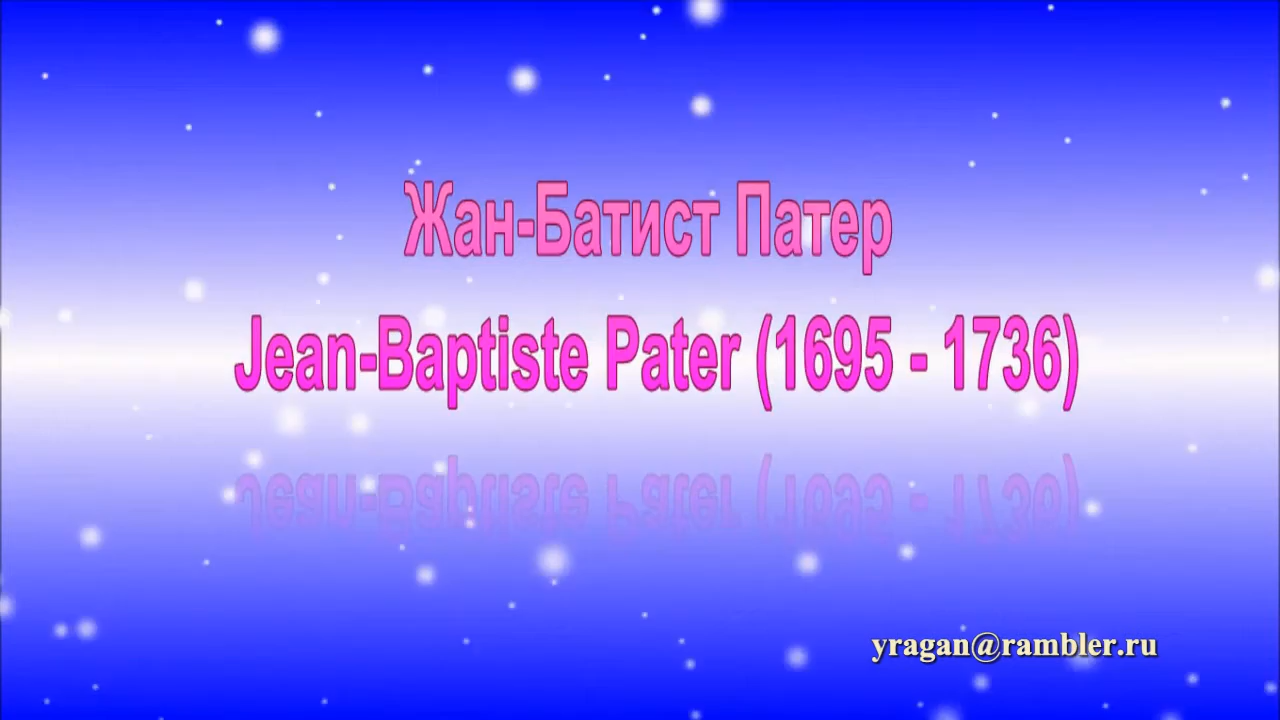 Жан-Батист Патер
Jean-Baptiste Pater (1695 - 1736)
yragan@rambler.ru